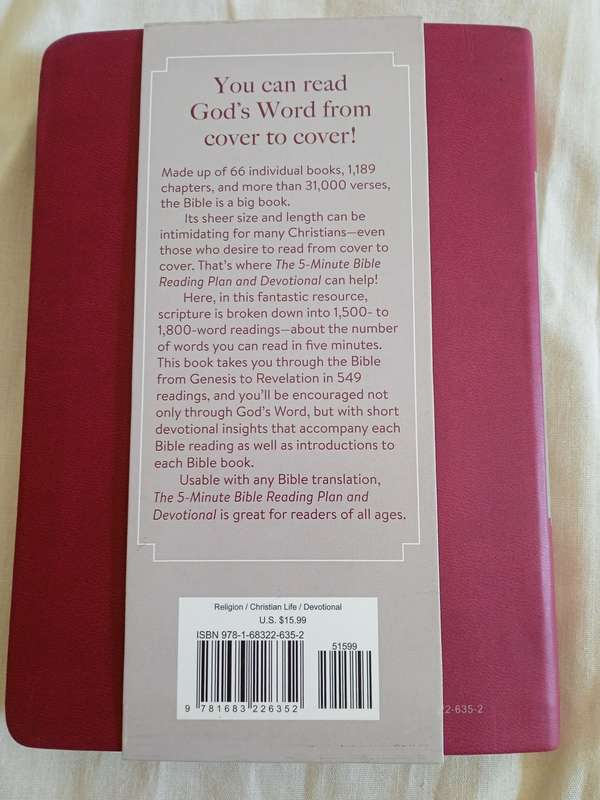 You can read
God's Word from
cover to cover!
Made up of 66 individual books, 1,189
chapters, and more than 31,000 verses,
the Bible is a big book.
Its sheer size and length can be
intimidating for many Christians—even
those who desire to read from cover to
cover. That's where The 5-Minute Bible
Reading Plan and Devotional can help!
Here, in this fantastic resource,
scripture is broken down into 1,500- to
1,800-word readings—about the number
of words you can read in five minutes.
This book takes you through the Bible
from Genesis to Revelation in 549
readings, and you'll be encouraged not
only through God's Word, but with short
devotional insights that accompany each
Bible reading as well as introductions to
each Bible book.
Usable with any Bible translation,
The 5-Minute Bible Reading Plan and
Devotional is great for readers of all ages.
Religion / Christian Life / Devotional
U.S. $15.99
ISBN 978-1-68322-635-2
51599
9 781683 226352
22-635-2